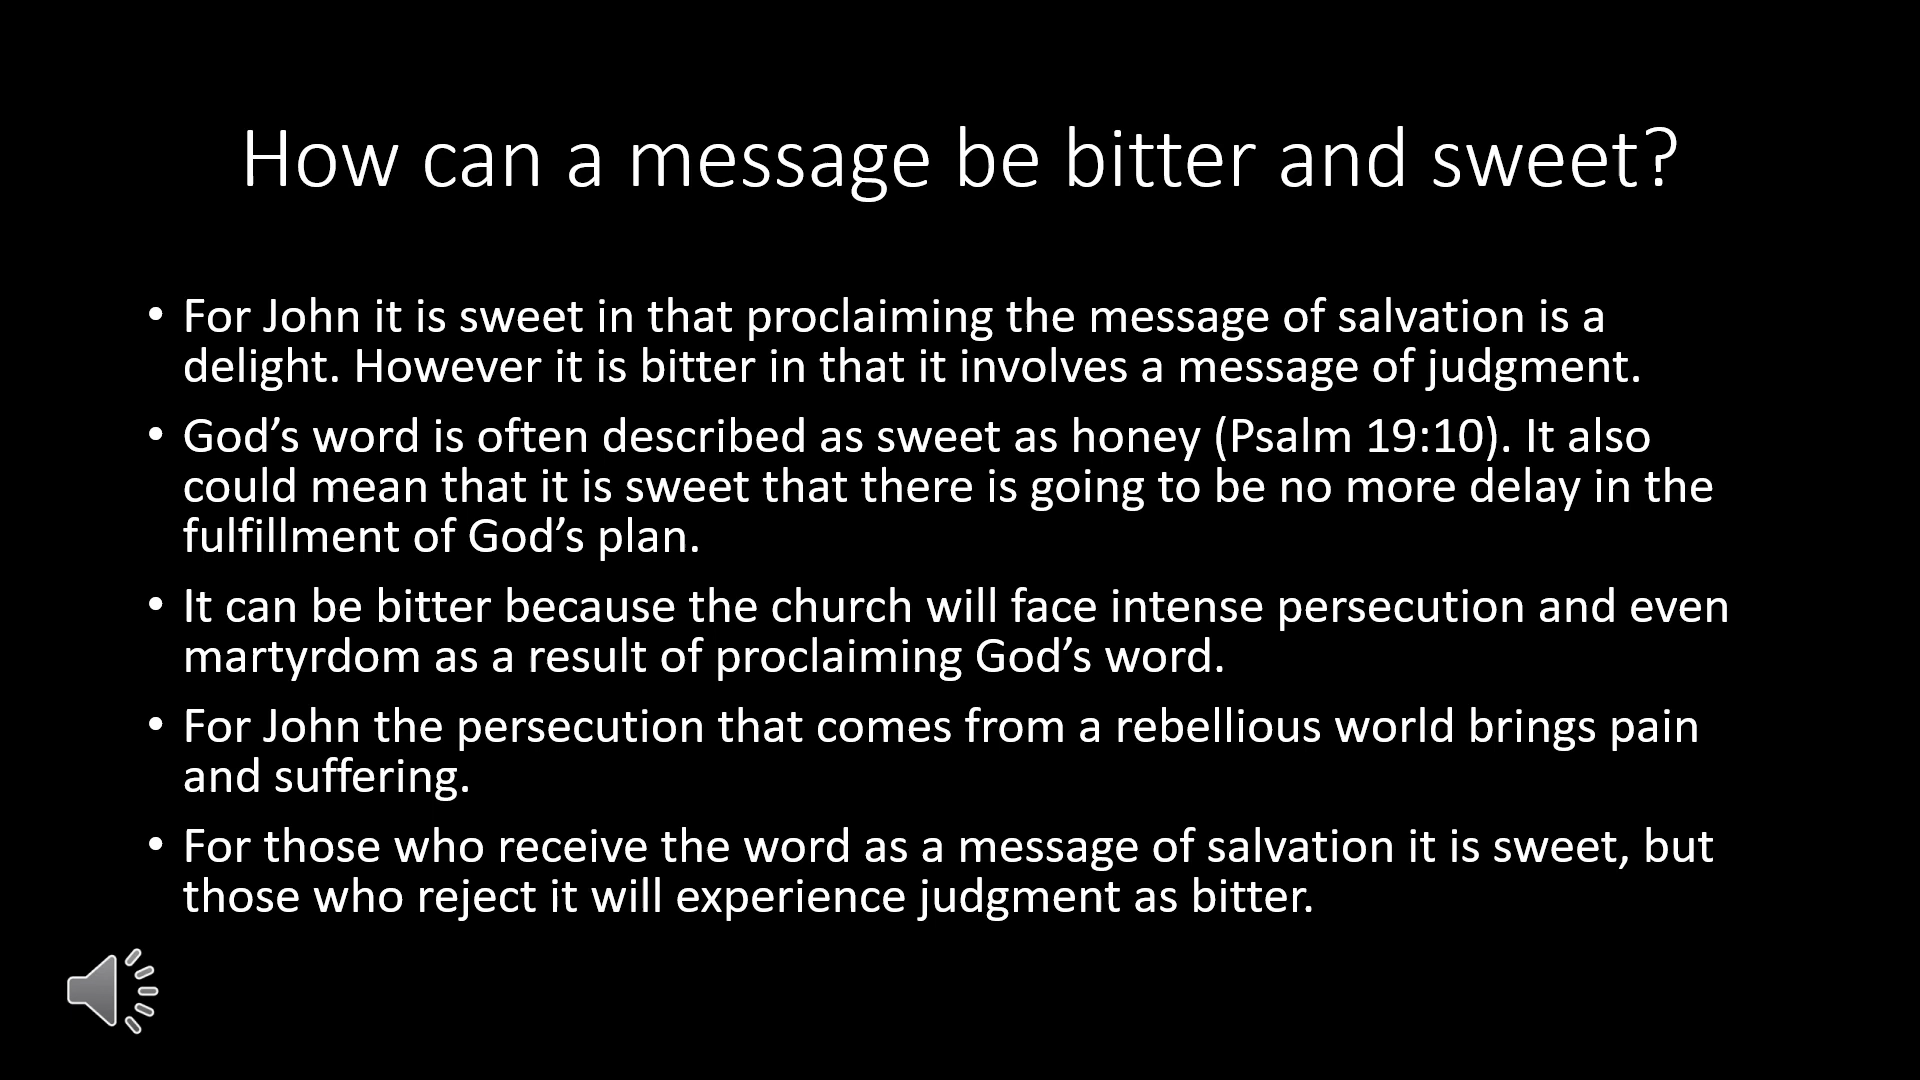 How can a message be bitter and sweet?
• For John it is sweet in that proclaiming the message of salvation is a
delight. However it is bitter in that it involves a message of judgment.
• God’s word is often described as sweet as honey (Psalm 19:10). It also
could mean that it is sweet that there is going to be no more delay in the
fulfillment of God’s plan.
• It can be bitter because the church will face intense persecution and even
martyrdom as a result of proclaiming God’s word.
• For John the persecution that comes from a rebellious world brings pain
and suffering.
• For those who receive the word as a message of salvation it is sweet, but
those who reject it will experience judgment as bitter.